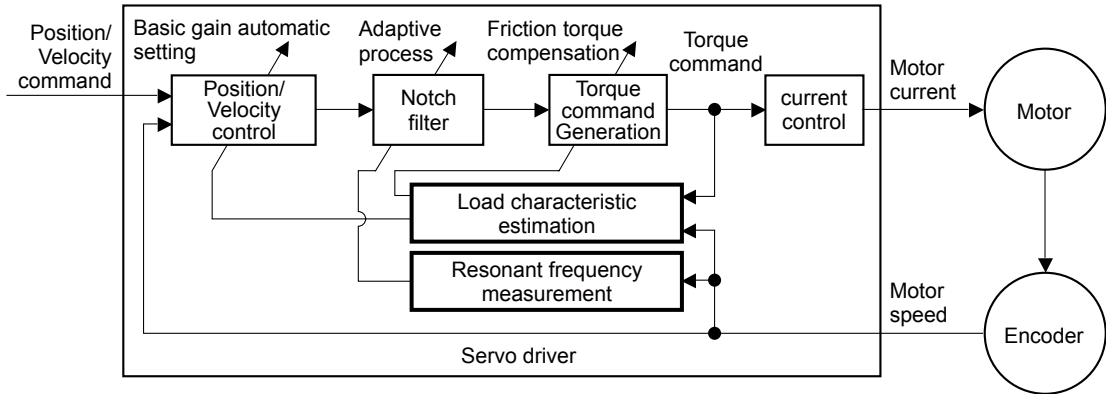 Position/
Velocity
command
Basic gain automatic
setting
Adaptive
process
Friction torque
compensation
Torque
command
Motor
current
Position/
Velocity
control
Notch
filter
Torque
command
Generation
current
control
Motor
Load characteristic
estimation
Resonant frequency
measurement
Motor
speed
Encoder
Servo driver